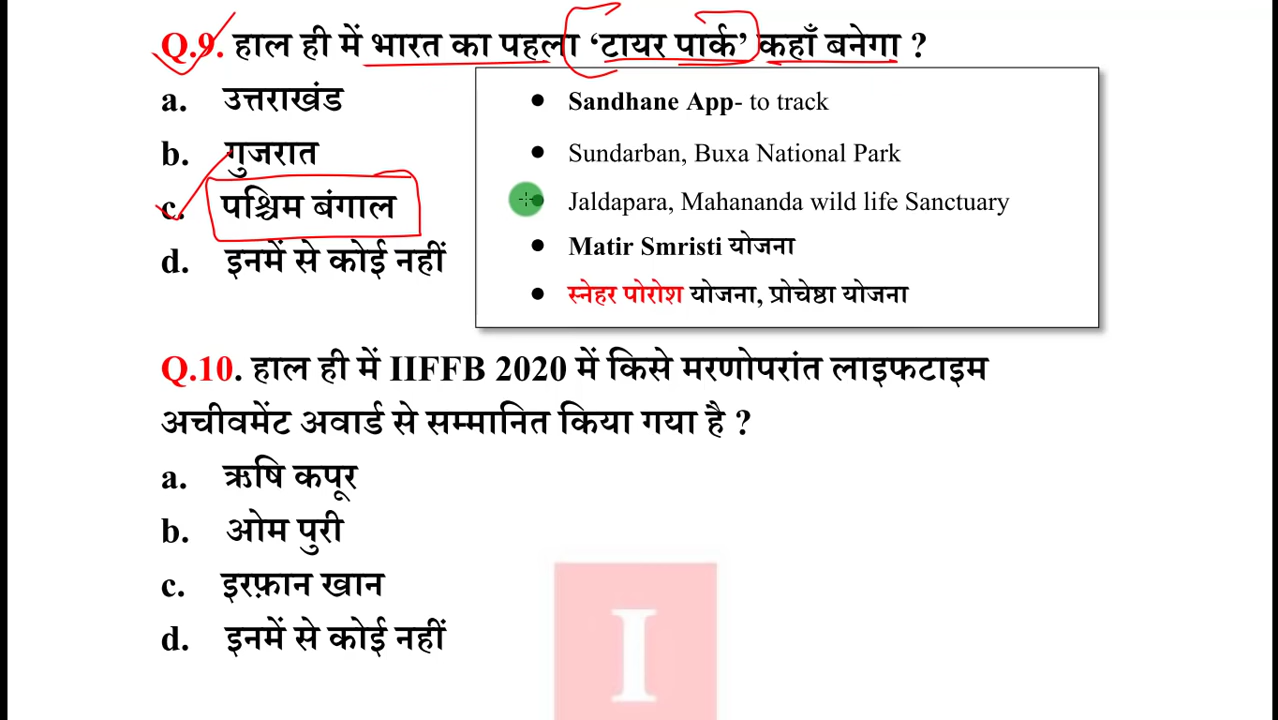 Q.9. हाल ही में भारत का पहला ‘टायर पार्क’ कहाँ बनेगा ?
a. उत्तराखंड
b. गुजरात
c. पश्चिम बंगाल
d. इनमें से कोई नहीं
● Sandhane App- to track
● Sundarban, Buxa National Park
● Jaldapara, Mahananda wild life Sanctuary
● Matir Smristi योजना
● स्नेहर पोरोश योजना, प्रोचेष्ठा योजना
Q.10. हाल ही में IIFFB 2020 में किसे मरणोपरांत लाइफटाइम
अचीवमेंट अवार्ड से सम्मानित किया गया है ?
a. ऋषि कपूर
b. ओम पुरी
c. इरफ़ान खान
d. इनमें से कोई नहीं
I